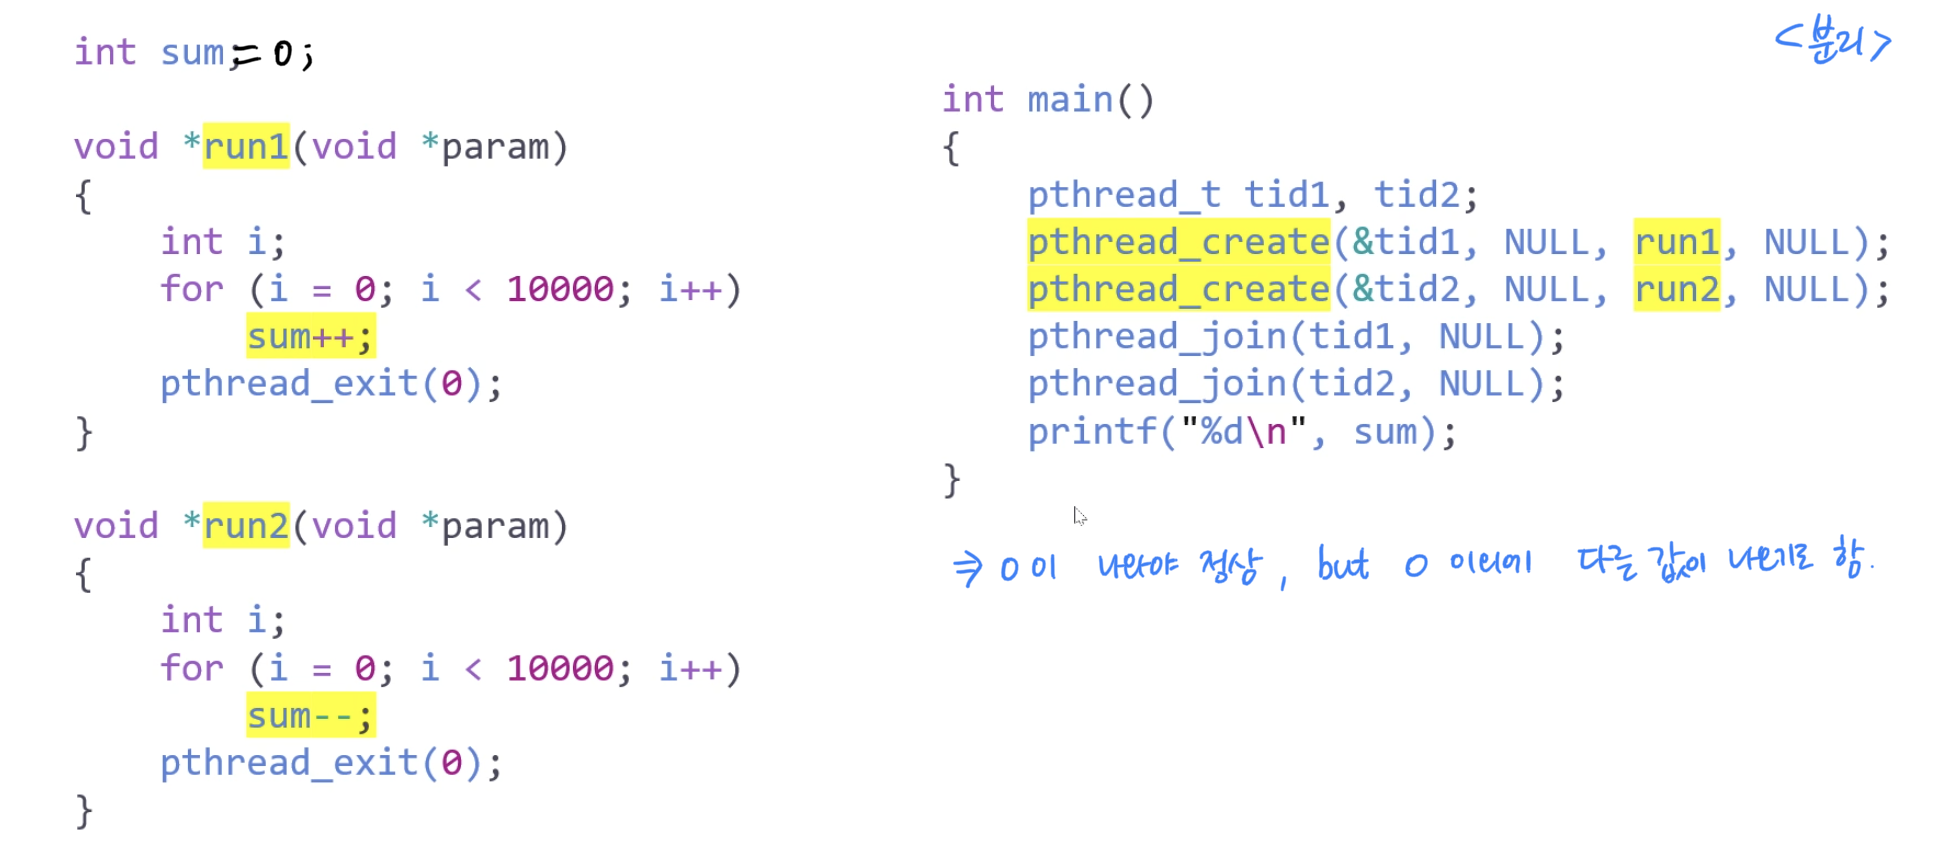 int sum;= 0;
void *run1(void *param)
{
int i;
for (i = 0; i < 10000; i++)
sum++;
pthread_exit(0);
}
void *run2(void *param)
{
int i;
for (i = 0; i < 10000; i++)
sum--;
pthread_exit(0);
}
<분리>
int main()
{
pthread_t tid1, tid2;
pthread_create(&tid1, NULL, run1, NULL);
pthread_create(&tid2, NULL, run2, NULL);
pthread_join(tid1, NULL);
pthread_join(tid2, NULL);
printf("%d\n", sum);
}
⇒ 0이 나와야 정상, but 0 이외에 다른 값이 나오기도 함.